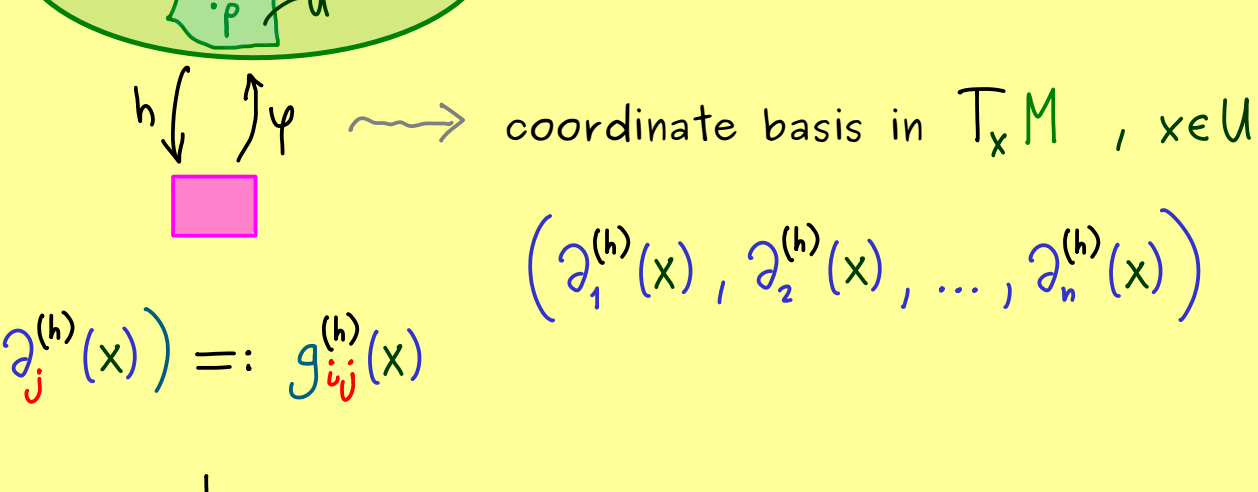 p U
h φ coordinate basis in TₓM , x∈U
(∂₁⁽ʰ⁾(x) , ∂₂⁽ʰ⁾(x) , ... , ∂ₙ⁽ʰ⁾(x))
∂ⱼ⁽ʰ⁾(x)) =: gᵢⱼ⁽ʰ⁾(x)